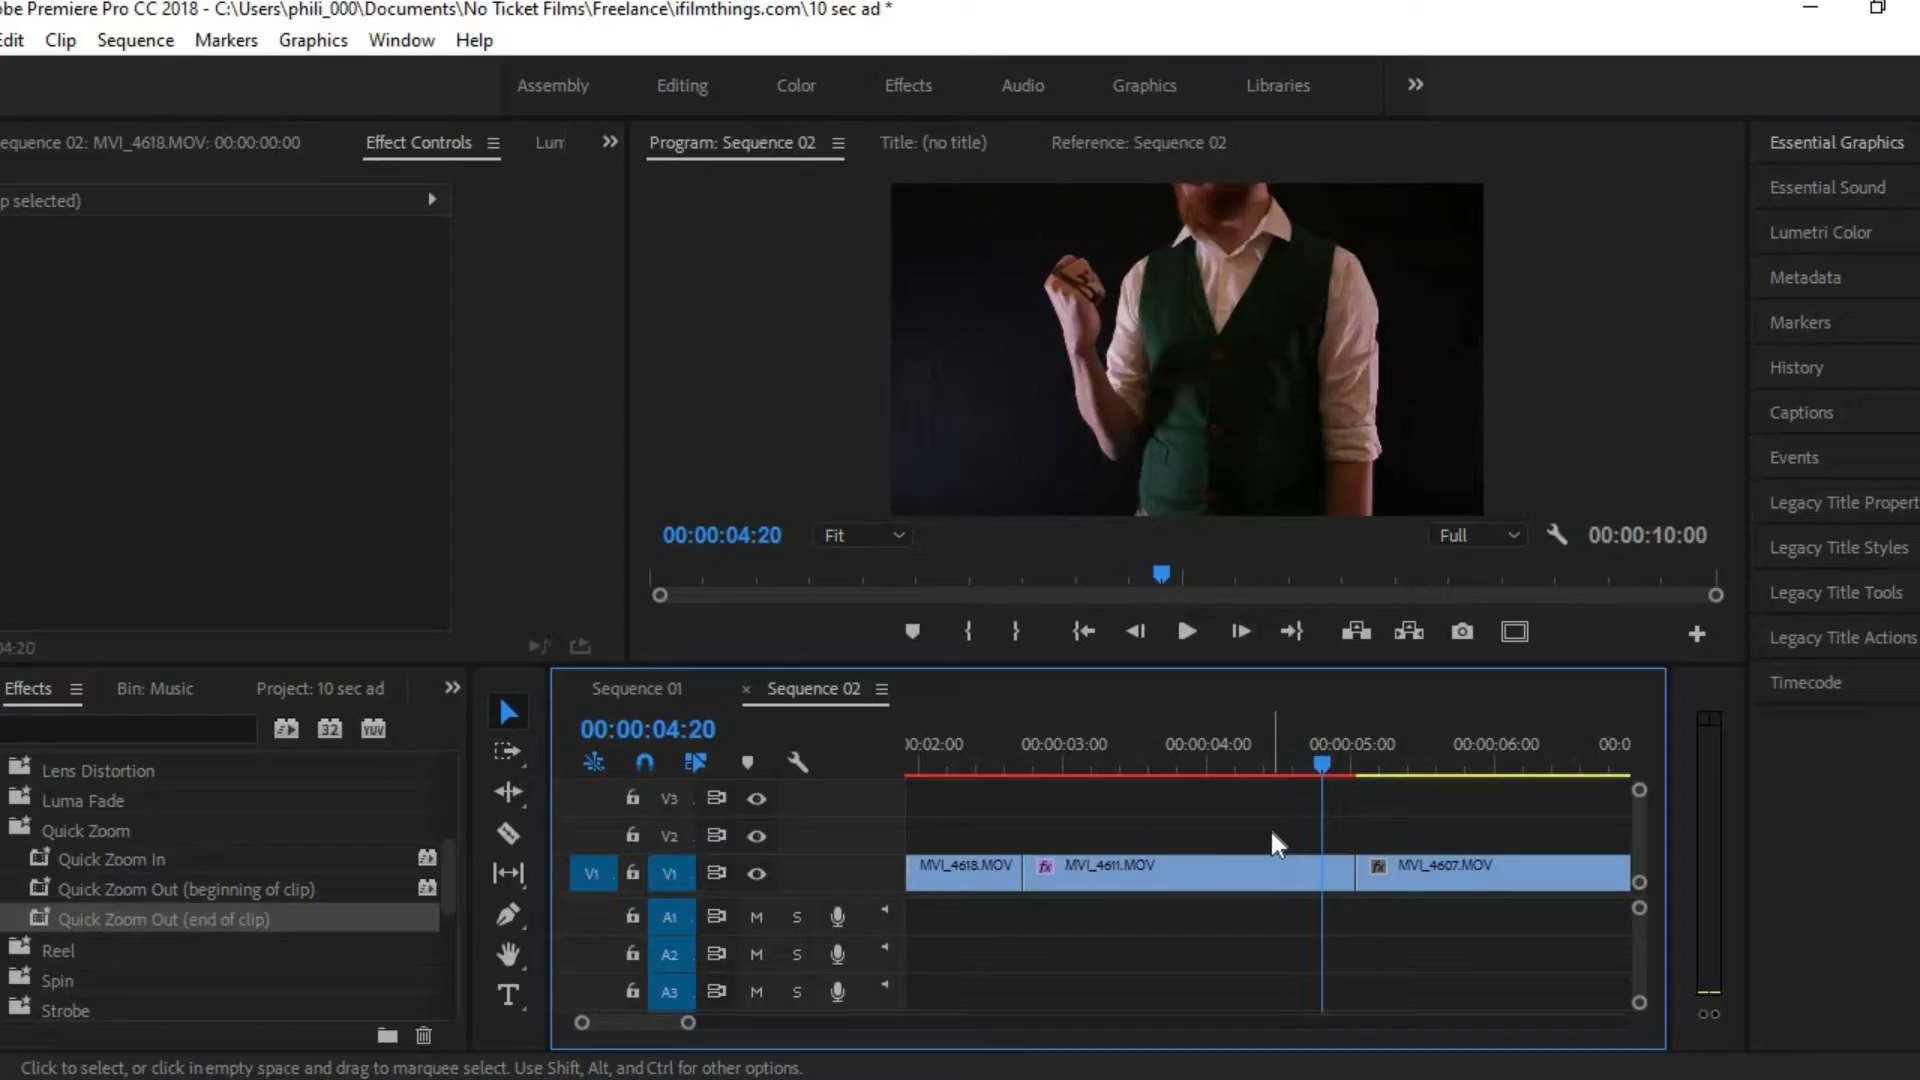 obe Premiere Pro CC 2018 - C:\Users\phili_000\Documents\No Ticket Films\Freelance\ifilmthings.com\10 sec ad *
Edit Clip Sequence Markers Graphics Window Help
Assembly Editing Color Effects Audio Graphics Libraries
equence 02: MVI_4618.MOV: 00:00:00:00 Effect Controls Lum
Program: Sequence 02 Title: (no title) Reference: Sequence 02
p selected)
Essential Graphics
Essential Sound
Lumetri Color
Metadata
Markers
History
Captions
Events
Legacy Title Propert
Legacy Title Styles
Legacy Title Tools
Legacy Title Actions
Timecode
00:00:04:20 Fit Full 00:00:10:00
04:20
Effects Bin: Music Project: 10 sec ad
32 YUV
Lens Distortion
Luma Fade
Quick Zoom
Quick Zoom In
Quick Zoom Out (beginning of clip)
Quick Zoom Out (end of clip)
Reel
Spin
Strobe
Sequence 01 × Sequence 02
00:00:04:20
00:02:00 00:00:03:00 00:00:04:00 00:00:05:00 00:00:06:00 00:0
V3
V2
V1 V1 MVI_4618.MOV fx MVI_4611.MOV fx MVI_4607.MOV
A1 M S
A2 M S
A3 M S
T
Click to select, or click in empty space and drag to marquee select. Use Shift, Alt, and Ctrl for other options.